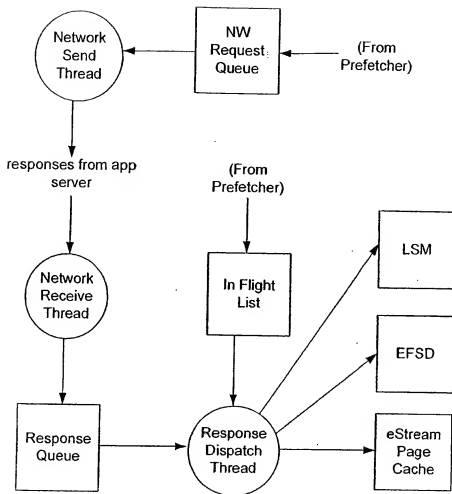 Network
Send
Thread
NW
Request
Queue
(From
Prefetcher)
responses from app
server
(From
Prefetcher)
LSM
Network
Receive
Thread
In Flight
List
EFSD
Response
Queue
Response
Dispatch
Thread
eStream
Page
Cache